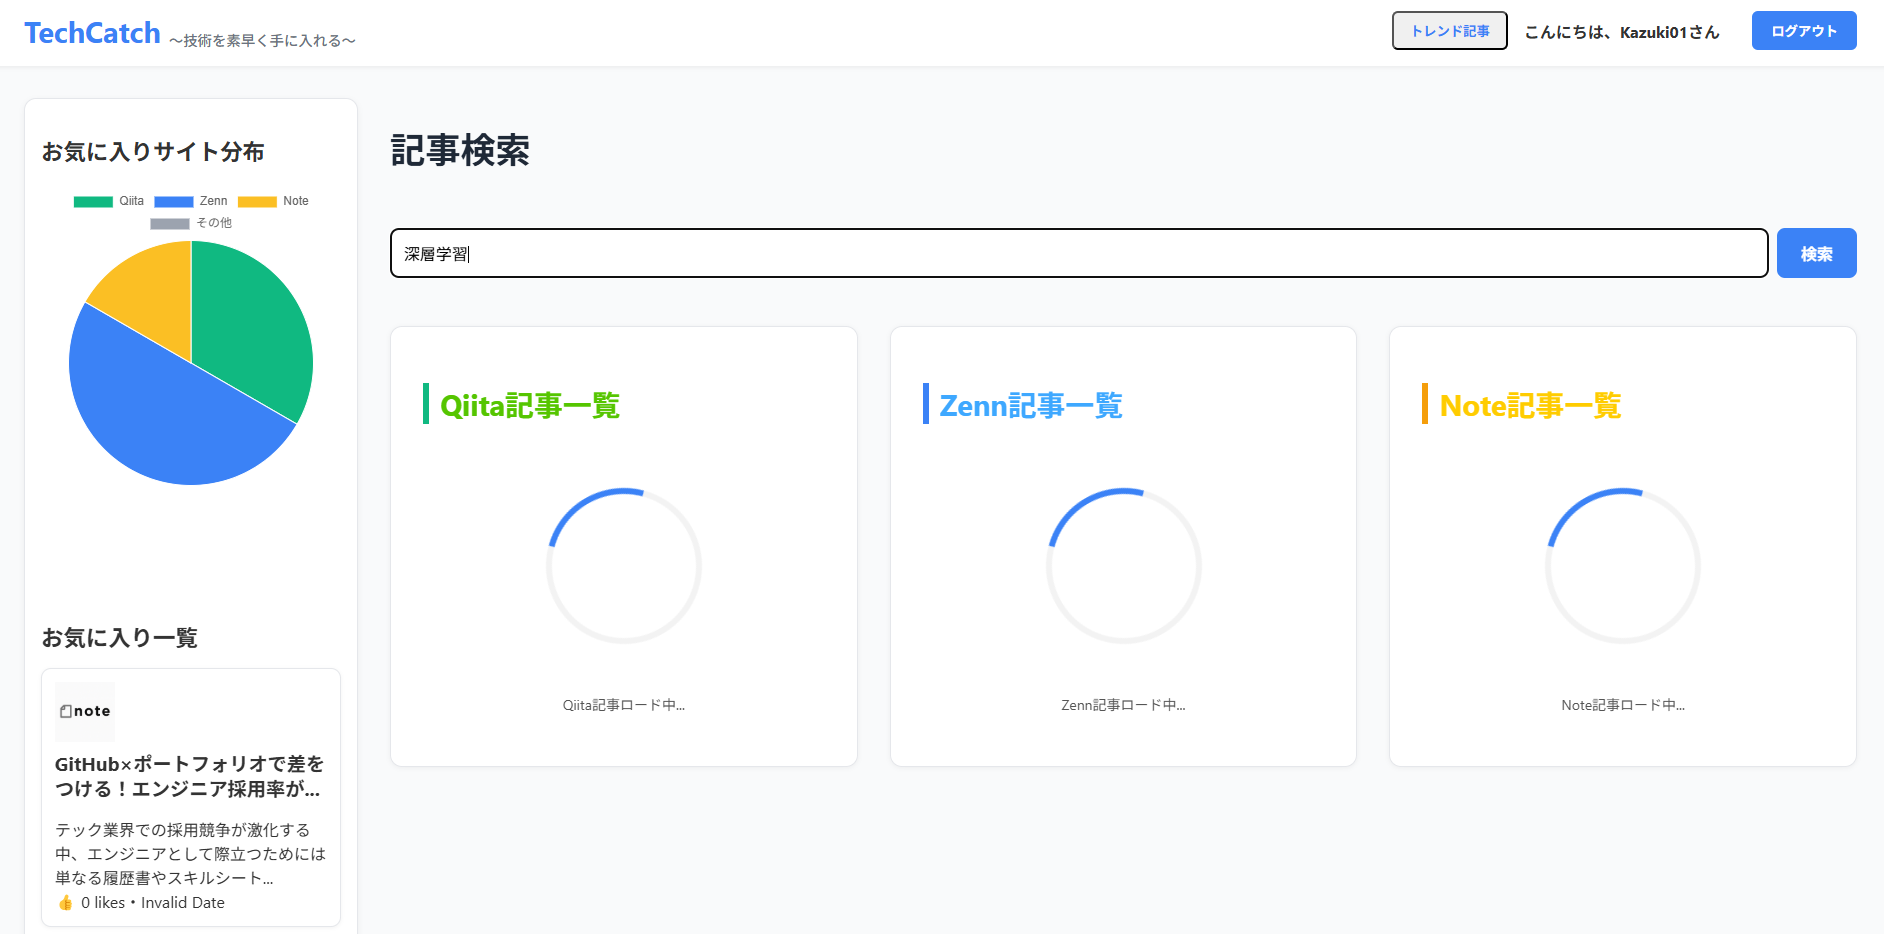 TechCatch ～技術を素早く手に入れる～
トレンド記事
こんにちは、Kazuki01さん
ログアウト
お気に入りサイト分布
Qiita Zenn Note
その他
お気に入り一覧
note
GitHub×ポートフォリオで差を
つける！エンジニア採用率が...
テック業界での採用競争が激化する
中、エンジニアとして際立つためには
単なる履歴書やスキルシート...
👍 0 likes • Invalid Date
記事検索
深層学習
検索
Qiita記事一覧
Qiita記事ロード中...
Zenn記事一覧
Zenn記事ロード中...
Note記事一覧
Note記事ロード中...